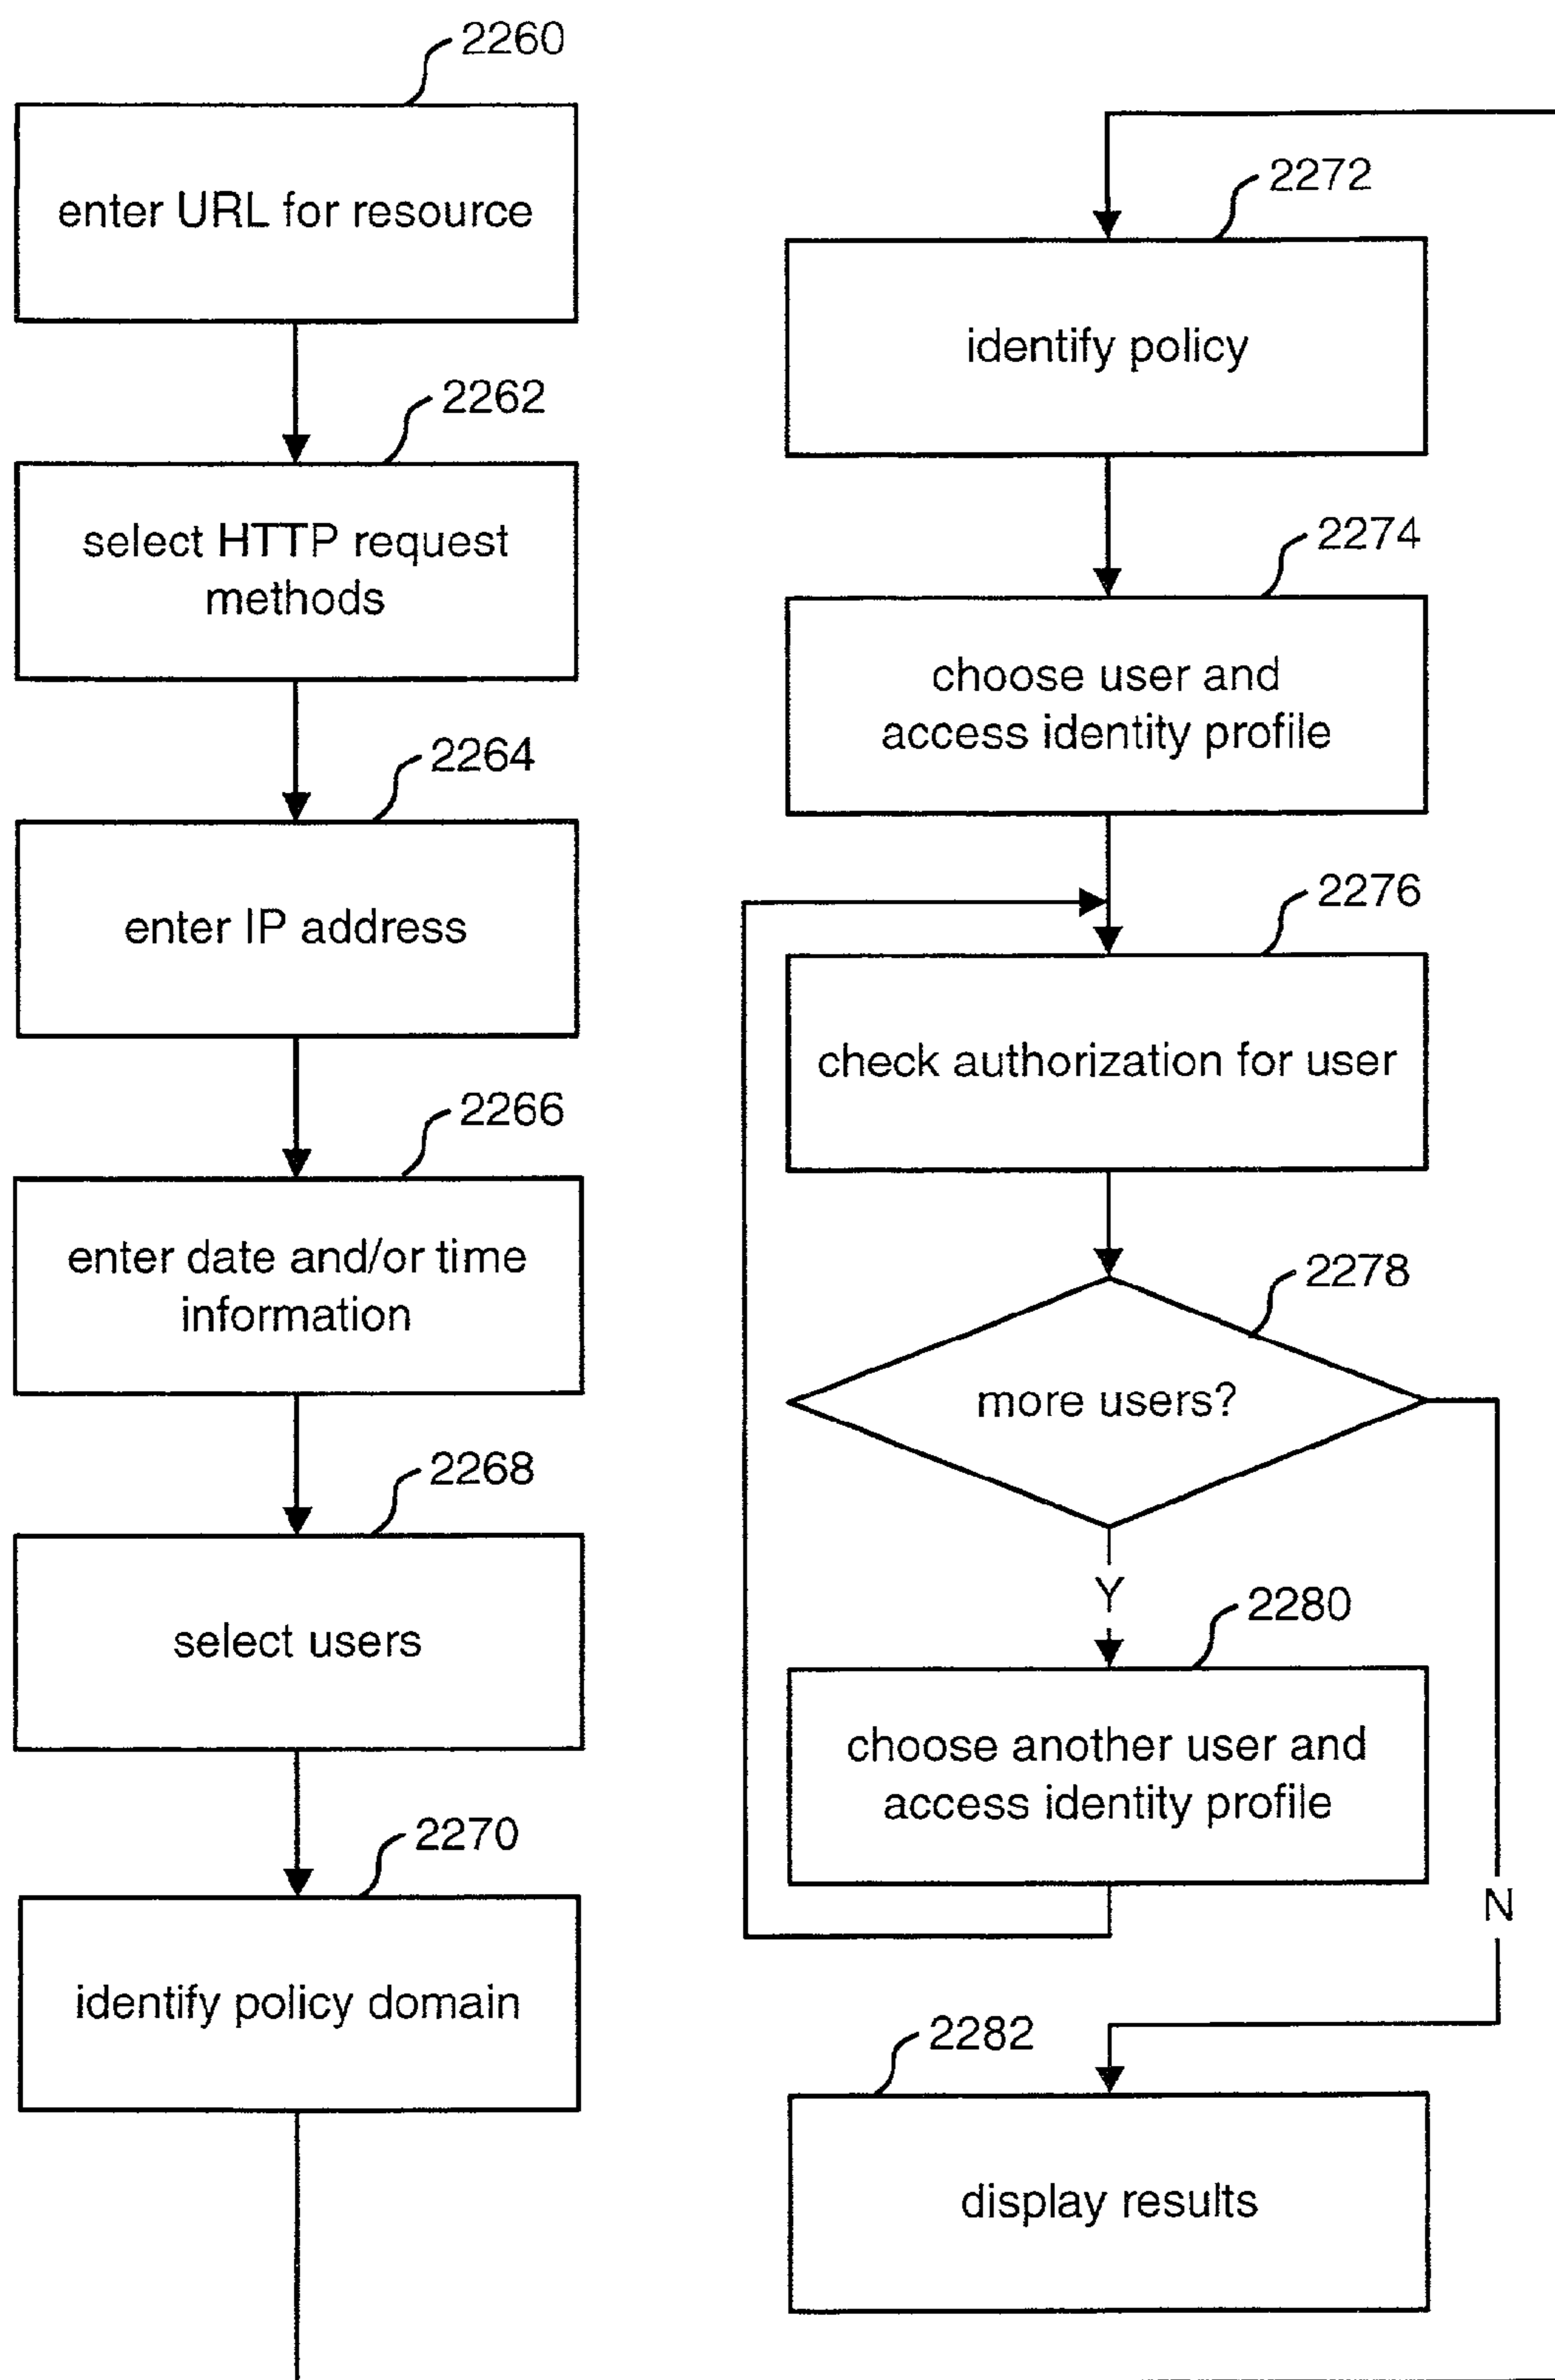 2260
enter URL for resource
2262
select HTTP request
methods
2264
enter IP address
2266
enter date and/or time
information
2268
select users
2270
identify policy domain
2272
identify policy
2274
choose user and
access identity profile
2276
check authorization for user
2278
more users?
Y
2280
choose another user and
access identity profile
N
2282
display results